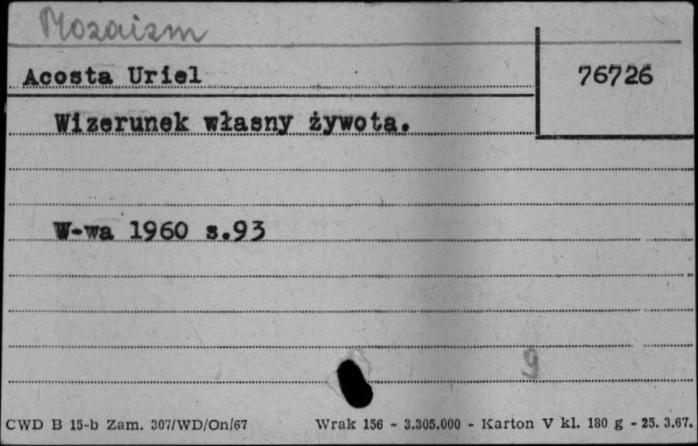 Mozaizm
Acosta Uriel 76726
Wizerunek własny żywota.
W-wa 1960 s.93
9
CWD B 15-b Zam. 307/WD/On/67 Wrak 156 - 3.305.000 - Karton V kl. 180 g - 25. 3.67.